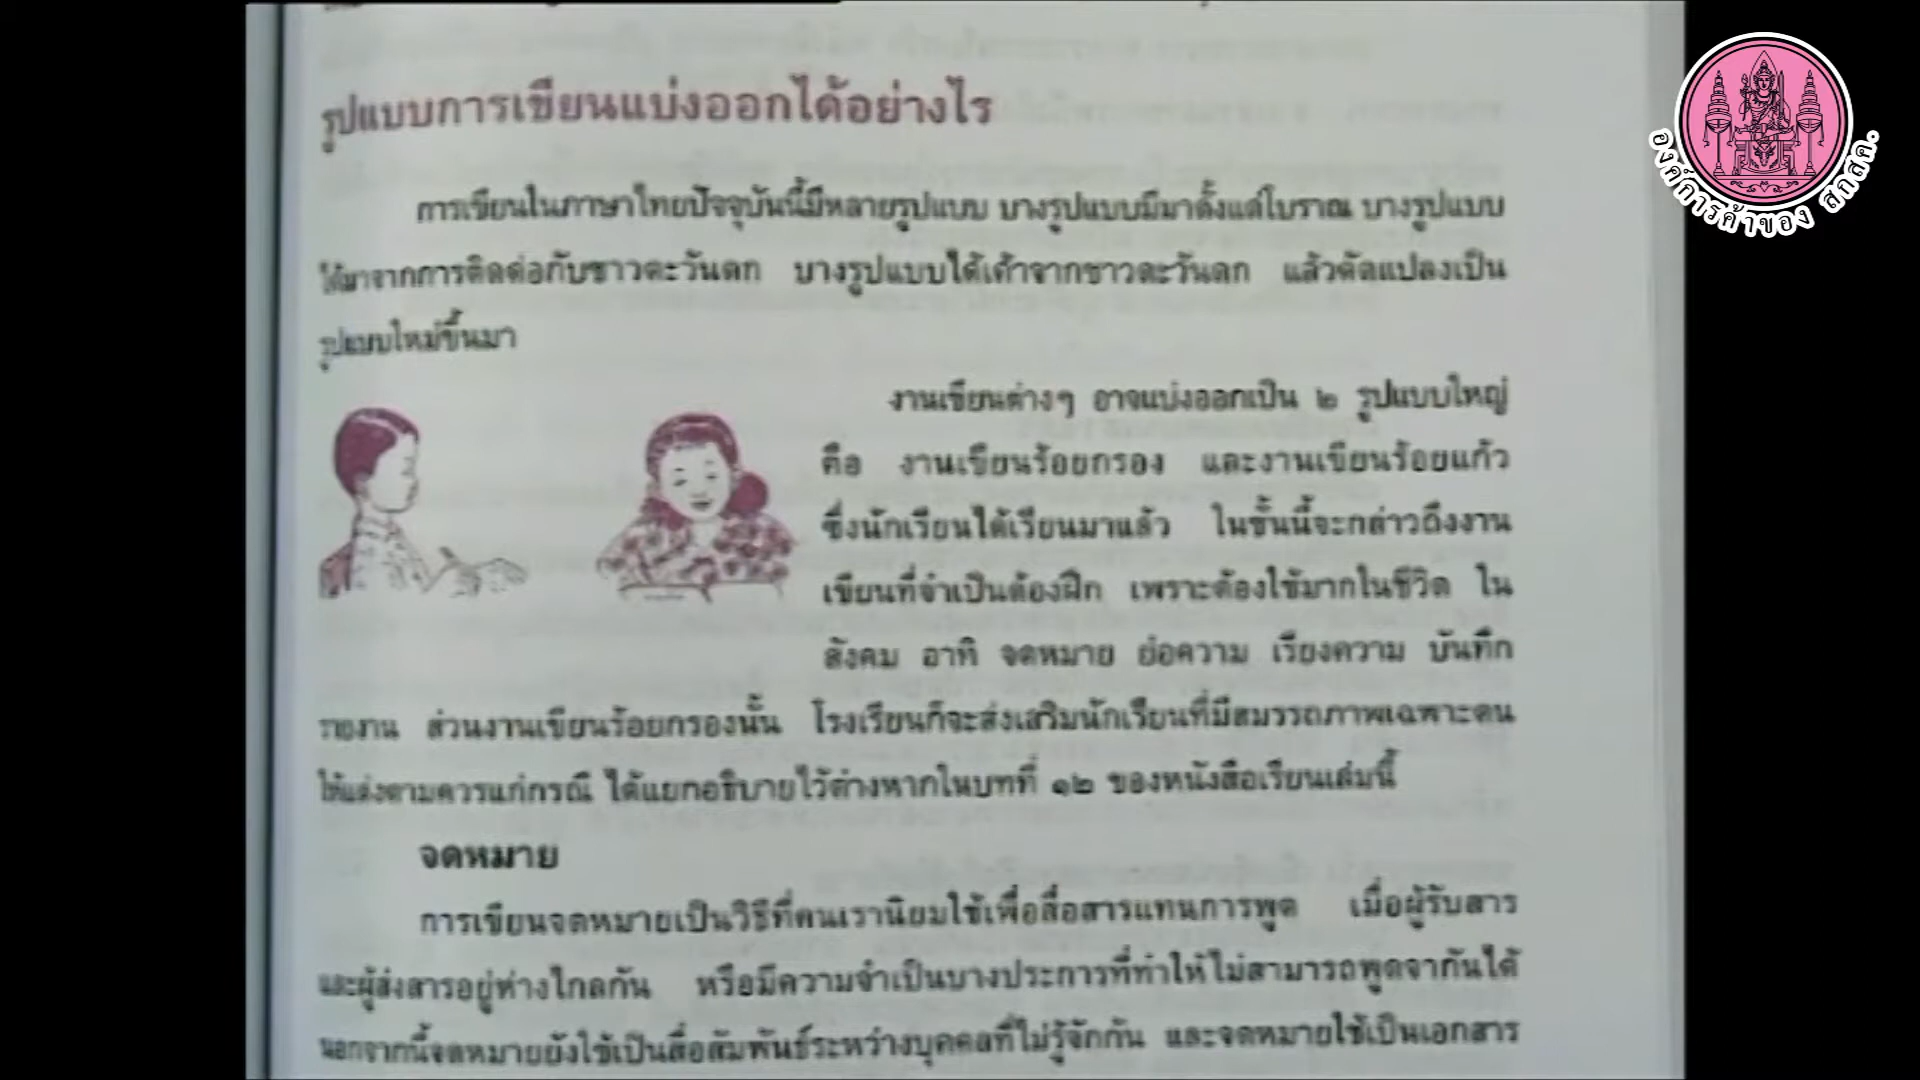 รูปแบบการเขียนแบ่งออกได้อย่างไร
การเขียนในภาษาไทยปัจจุบันนี้มีหลายรูปแบบ บางรูปแบบมีมาตั้งแต่โบราณ บางรูปแบบ
ได้มาจากการติดต่อกับชาวตะวันตก บางรูปแบบได้เค้าจากชาวตะวันตก แล้วดัดแปลงเป็น
รูปแบบใหม่ขึ้นมา
งานเขียนต่างๆ อาจแบ่งออกเป็น ๒ รูปแบบใหญ่
คือ งานเขียนร้อยกรอง และงานเขียนร้อยแก้ว
ซึ่งนักเรียนได้เรียนมาแล้ว ในชั้นนี้จะกล่าวถึงงาน
เขียนที่จำเป็นต้องฝึก เพราะต้องใช้มากในชีวิต ใน
สังคม อาทิ จดหมาย ย่อความ เรียงความ บันทึก
รายงาน ส่วนงานเขียนร้อยกรองนั้น โรงเรียนก็จะส่งเสริมนักเรียนที่มีสมรรถภาพเฉพาะคน
ให้แต่งตามควรแก่กรณี ได้แยกอธิบายไว้ต่างหากในบทที่ ๑๒ ของหนังสือเรียนเล่มนี้
จดหมาย
การเขียนจดหมายเป็นวิธีที่คนเรานิยมใช้เพื่อสื่อสารแทนการพูด เมื่อผู้รับสาร
และผู้ส่งสารอยู่ห่างไกลกัน หรือมีความจำเป็นบางประการที่ทำให้ไม่สามารถพูดจากันได้
นอกจากนี้จดหมายยังใช้เป็นสื่อสัมพันธ์ระหว่างบุคคลที่ไม่รู้จักกัน และจดหมายใช้เป็นเอกสาร
องค์การค้าของ สกสค.